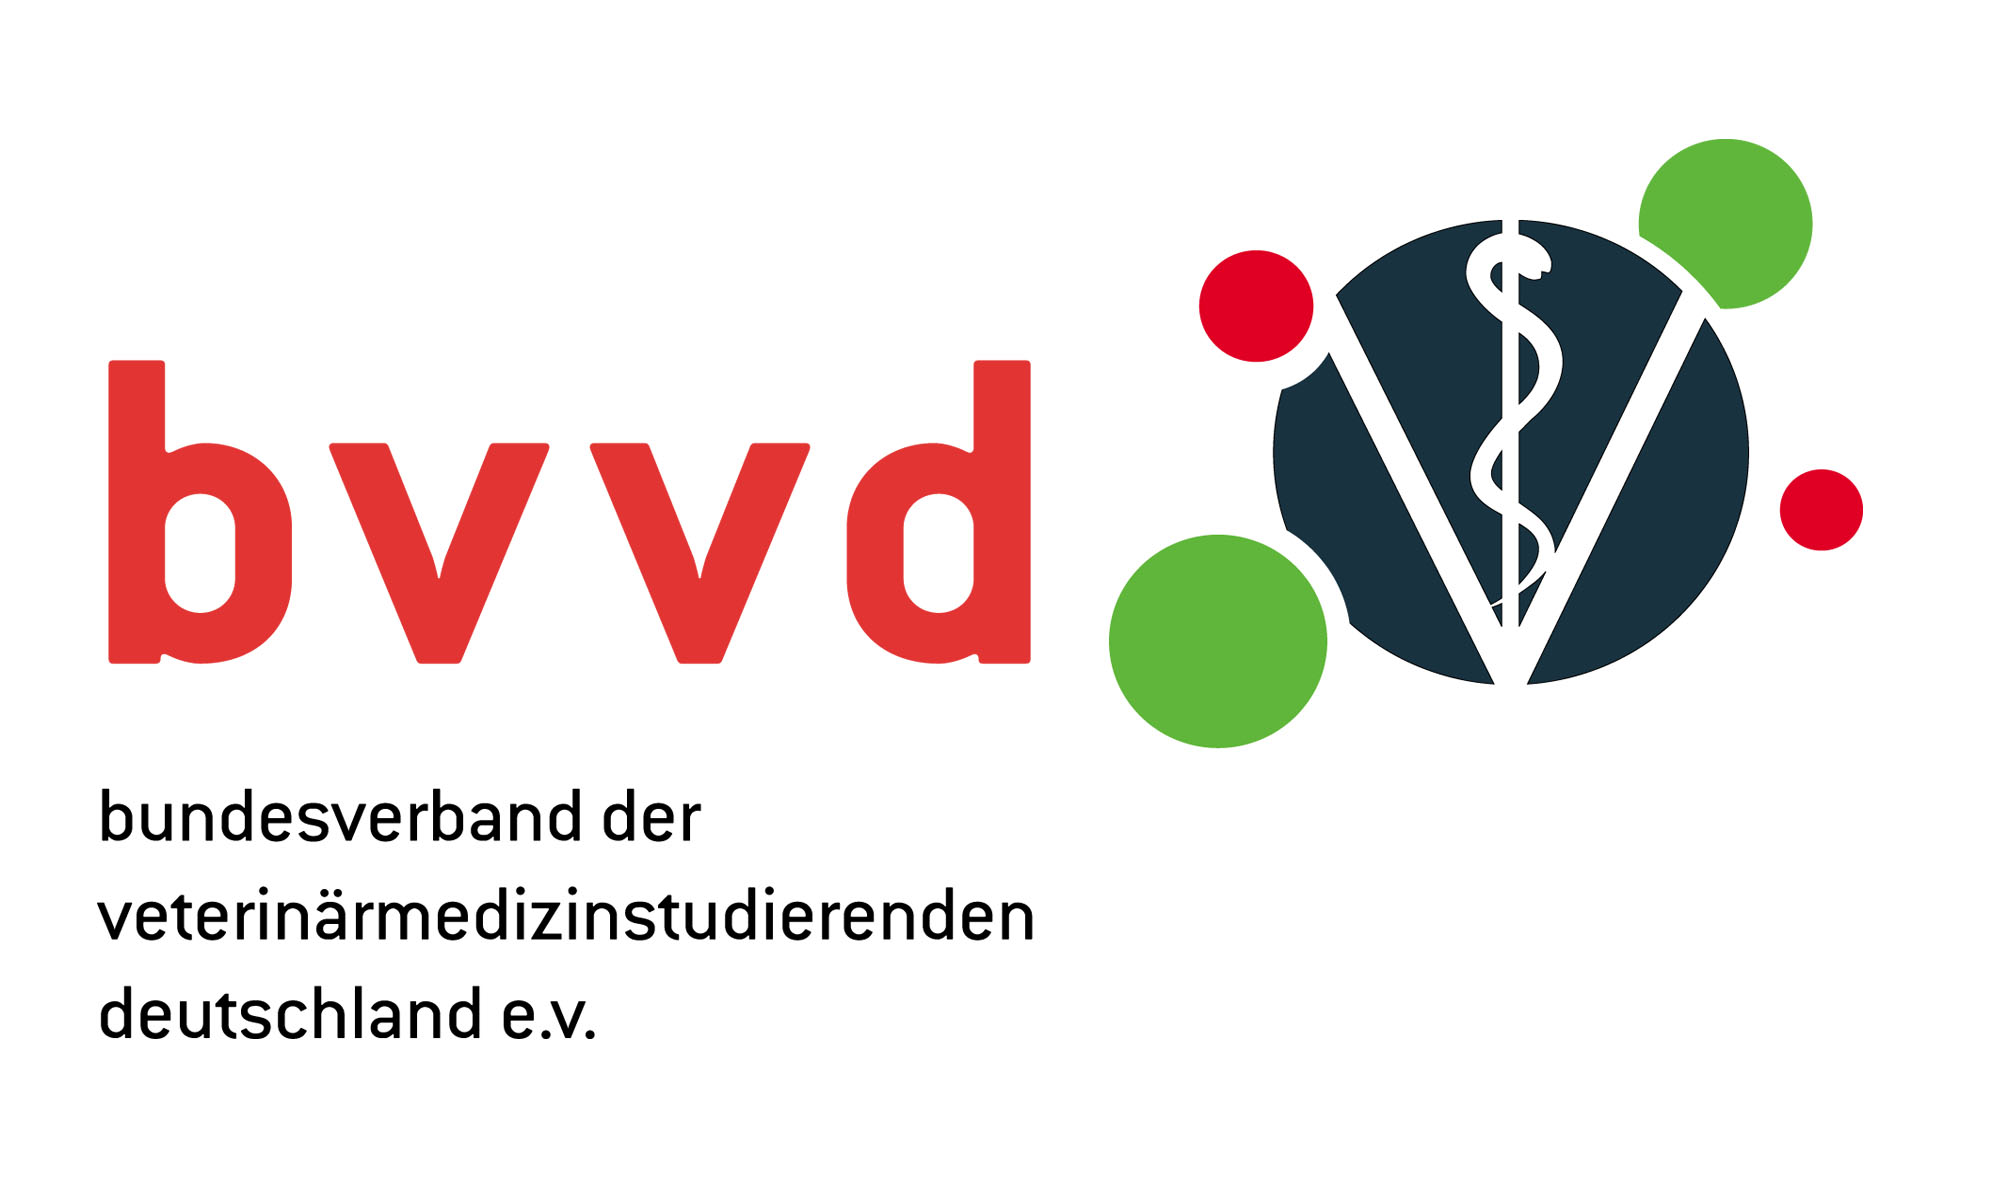 bvvd
bundesverband der
veterinärmedizinstudierenden
deutschland e.v.